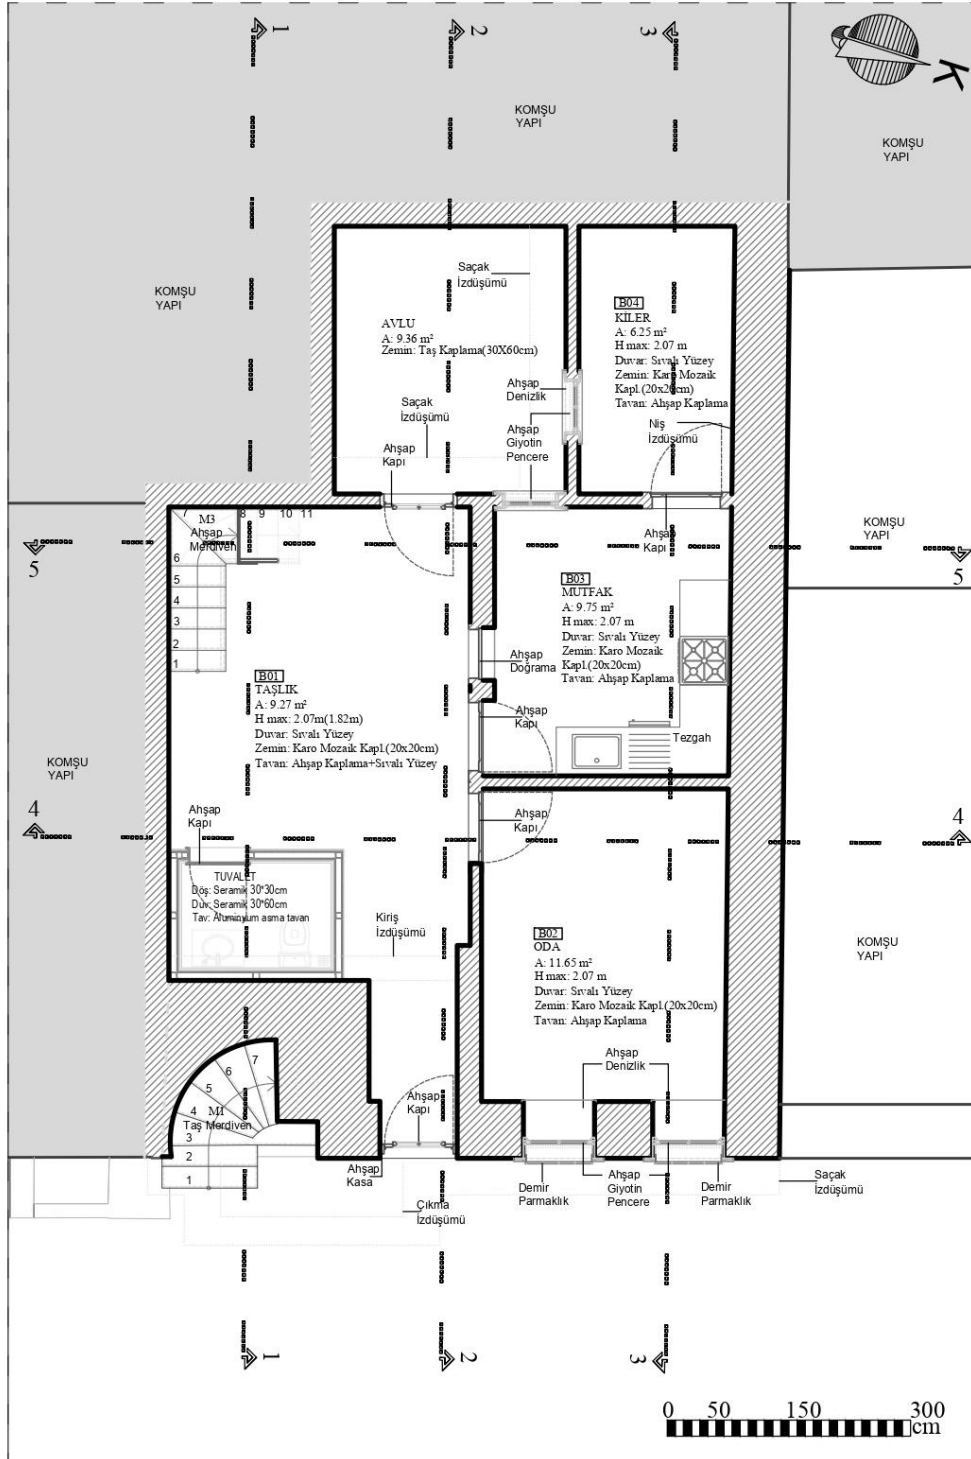 1
2
3
K
KOMŞU
YAPI
KOMŞU
YAPI
KOMŞU
YAPI
Saçak
İzdüşümü
B04
KİLER
A: 6.25 m²
H max: 2.07 m
Duvar: Sıvalı Yüzey
Zemin: Karo Mozaik
Kapl.(20x20cm)
Tavan: Ahşap Kaplama
AVLU
A: 9.36 m²
Zemin: Taş Kaplama(30X60cm)
Ahşap
Denizlik
Saçak
İzdüşümü
Ahşap
Giyotin
Pencere
Niş
İzdüşümü
Ahşap
Kapı
M3
Ahşap
Merdiven
7
8
9
10
11
6
5
4
3
2
1
Ahşap
Kapı
KOMŞU
YAPI
5
5
B03
MUTFAK
A: 9.75 m²
H max: 2.07 m
Duvar: Sıvalı Yüzey
Zemin: Karo Mozaik
Kapl.(20x20cm)
Tavan: Ahşap Kaplama
Ahşap
Doğrama
B01
TAŞLIK
A: 9.27 m²
H max: 2.07m(1.82m)
Duvar: Sıvalı Yüzey
Zemin: Karo Mozaik Kapl.(20x20cm)
Tavan: Ahşap Kaplama+Sıvalı Yüzey
Ahşap
Kapı
Tezgah
KOMŞU
YAPI
4
4
Ahşap
Kapı
Ahşap
Kapı
TUVALET
Döş: Seramik 30*30cm
Duv: Seramik 30*60cm
Tav: Alüminyum asma tavan
Kiriş
İzdüşümü
B02
ODA
A: 11.65 m²
H max: 2.07 m
Duvar: Sıvalı Yüzey
Zemin: Karo Mozaik Kapl.(20x20cm)
Tavan: Ahşap Kaplama
KOMŞU
YAPI
Ahşap
Denizlik
7
6
5
4
3
2
1
M1
Taş Merdiven
Ahşap
Kapı
Ahşap
Kasa
Demir
Parmaklık
Ahşap
Giyotin
Pencere
Demir
Parmaklık
Saçak
İzdüşümü
Çıkma
İzdüşümü
1
2
3
0 50 150 300
cm